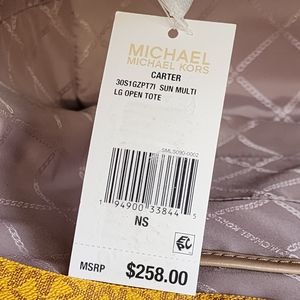 MICHAEL
MICHAEL KORS
CARTER
30S1GZPT7I SUN MULTI
LG OPEN TOTE
1 94900 33844 5
NS
MSRP $258.00